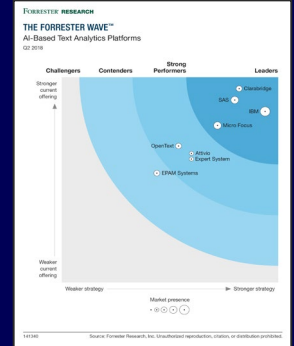 FORRESTER RESEARCH
THE FORRESTER WAVE™
AI-Based Text Analytics Platforms
Q2 2018
Challengers Contenders Strong Performers Leaders
Stronger current offering
Clarabridge
SAS
IBM
Micro Focus
OpenText
Attivio
Expert System
EPAM Systems
Weaker current offering
Weaker strategy Stronger strategy
Market presence
141340 Source: Forrester Research, Inc. Unauthorized reproduction, citation, or distribution prohibited.